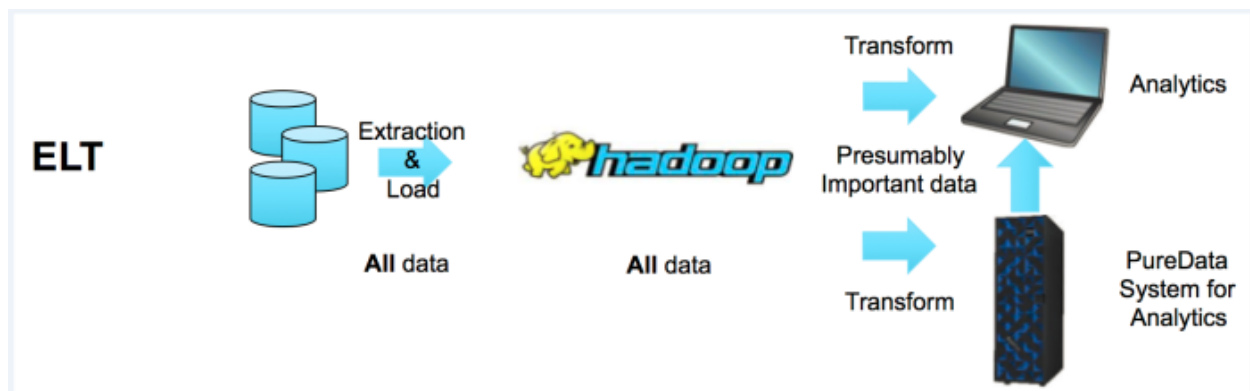 ELT
Extraction
&
Load
All data
hadoop
All data
Transform
Presumably
Important data
Transform
Analytics
PureData
System for
Analytics